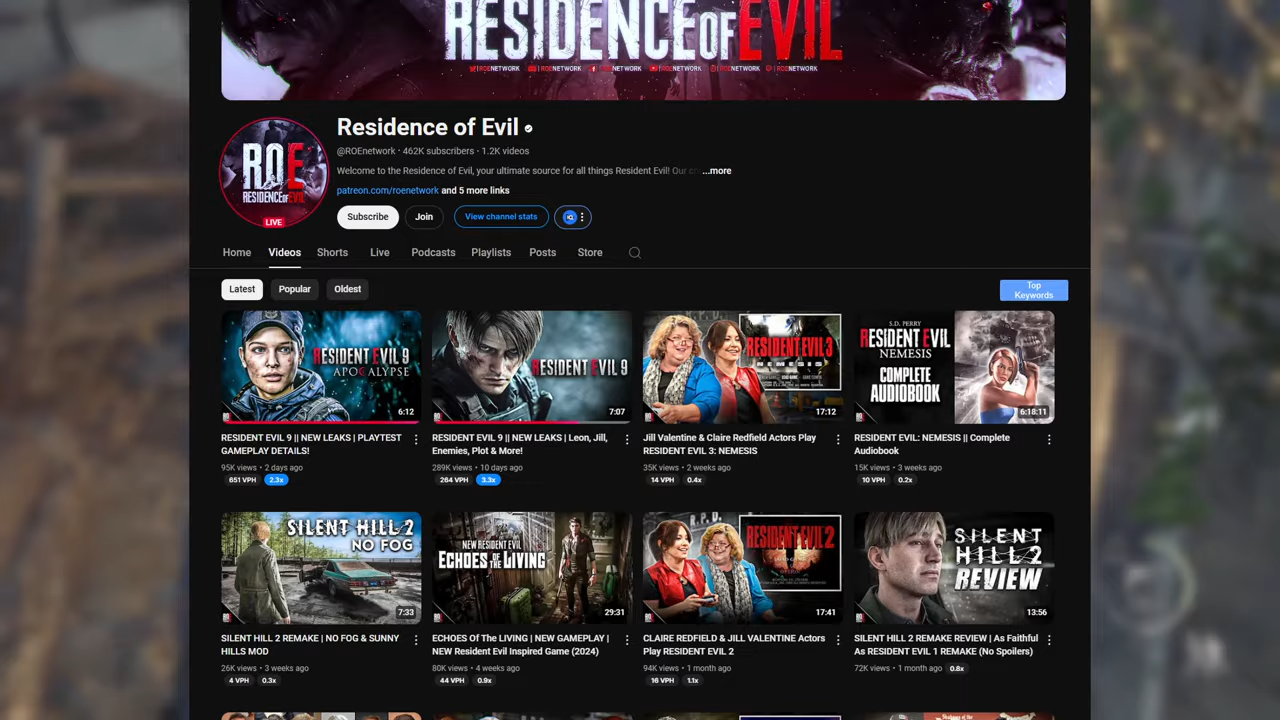 RESIDENCE OF EVIL
ROENETWORK ROENETWORK ROENETWORK ROENETWORK ROENETWORK ROENETWORK
Residence of Evil
@ROEnetwork • 462K subscribers • 1.2K videos
Welcome to the Residence of Evil, your ultimate source for all things Resident Evil! Our ...more
patreon.com/roenetwork and 5 more links
ROE
RESIDENCE OF EVIL
LIVE
Subscribe Join View channel stats
Home Videos Shorts Live Podcasts Playlists Posts Store
Latest Popular Oldest
Top
Keywords
RESIDENT EVIL 9
APOCALYPSE
6:12
RESIDENT EVIL 9
7:07
RESIDENT EVIL 3
NEMESIS
17:12
S.D. PERRY
RESIDENT EVIL
NEMESIS
COMPLETE
AUDIOBOOK
6:18:11
RESIDENT EVIL 9 || NEW LEAKS | PLAYTEST
GAMEPLAY DETAILS!
95K views • 2 days ago
651 VPH 2.3x
RESIDENT EVIL 9 || NEW LEAKS | Leon, Jill,
Enemies, Plot & More!
289K views • 10 days ago
264 VPH 3.3x
Jill Valentine & Claire Redfield Actors Play
RESIDENT EVIL 3: NEMESIS
35K views • 2 weeks ago
14 VPH 0.4x
RESIDENT EVIL: NEMESIS || Complete
Audiobook
15K views • 3 weeks ago
10 VPH 0.2x
SILENT HILL 2
NO FOG
7:33
NEW RESIDENT EVIL
ECHOES OF THE LIVING
29:31
R.P.D.
RESIDENT EVIL 2
17:41
SILENT
HILL 2
REVIEW
13:56
SILENT HILL 2 REMAKE | NO FOG & SUNNY
HILLS MOD
26K views • 3 weeks ago
4 VPH 0.3x
ECHOES Of The LIVING | NEW GAMEPLAY |
NEW Resident Evil Inspired Game (2024)
80K views • 4 weeks ago
44 VPH 0.9x
CLAIRE REDFIELD & JILL VALENTINE Actors
Play RESIDENT EVIL 2
94K views • 1 month ago
16 VPH 1.1x
SILENT HILL 2 REMAKE REVIEW | As Faithful
As RESIDENT EVIL 1 REMAKE (No Spoilers)
72K views • 1 month ago 0.8x